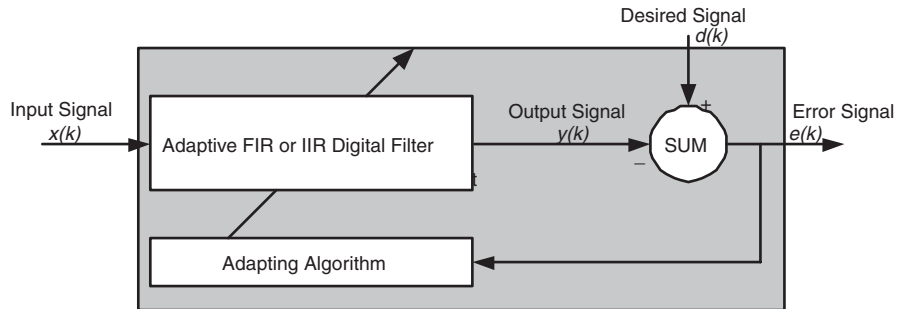 Desired Signal
d(k)
+
Input Signal
x(k)
Adaptive FIR or IIR Digital Filter
Output Signal
y(k)
−
SUM
Error Signal
e(k)
t
Adapting Algorithm